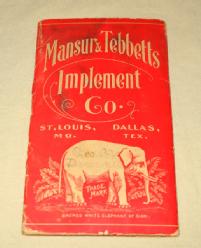 Mansur & Tebbetts
Implement
Co.
ST. LOUIS, DALLAS,
MO. TEX.
TRADE
MARK
SACRED WHITE ELEPHANT OF SIAM.